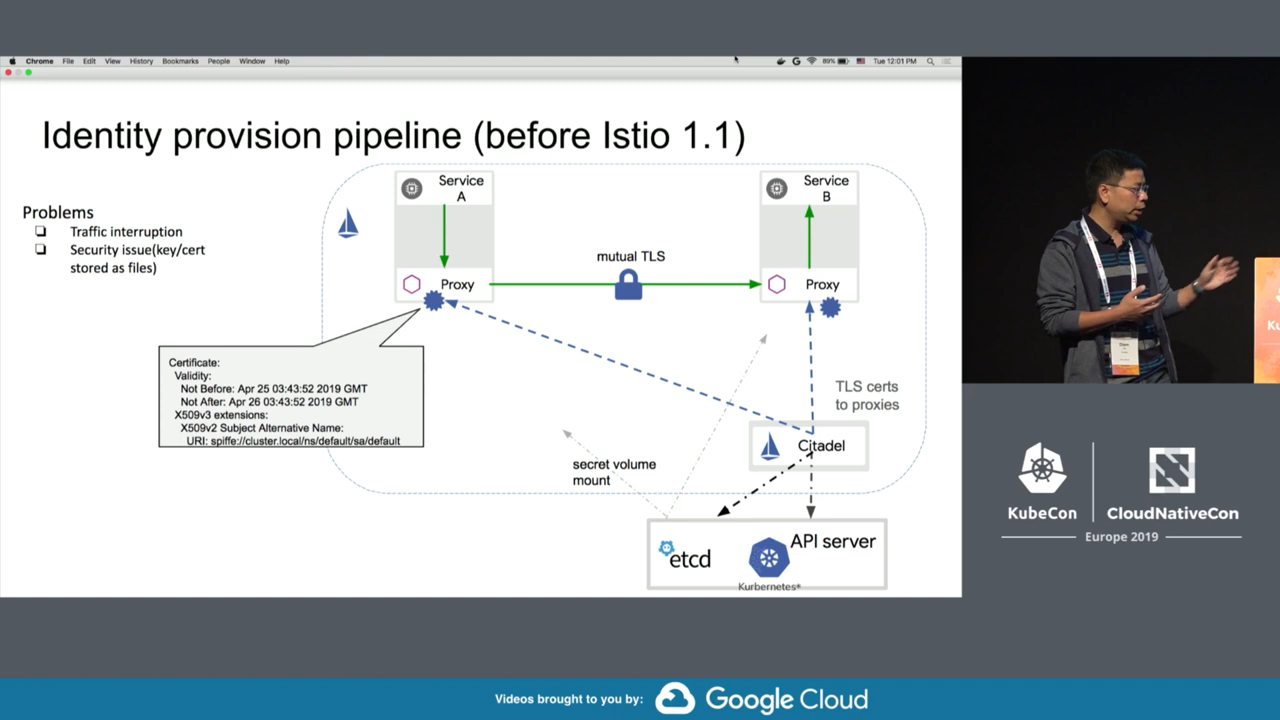 Chrome File Edit View History Bookmarks People Window Help
89% Tue 12:01 PM
Identity provision pipeline (before Istio 1.1)
Problems
Traffic interruption
Security issue(key/cert
stored as files)
Service
A
Proxy
mutual TLS
Service
B
Proxy
Certificate:
Validity:
Not Before: Apr 25 03:43:52 2019 GMT
Not After: Apr 26 03:43:52 2019 GMT
X509v3 extensions:
X509v2 Subject Alternative Name:
URI: spiffe://cluster.local/ns/default/sa/default
TLS certs
to proxies
Citadel
secret volume
mount
etcd
API server
Kurbernetes*
KubeCon
CloudNativeCon
Europe 2019
Videos brought to you by:
Google Cloud